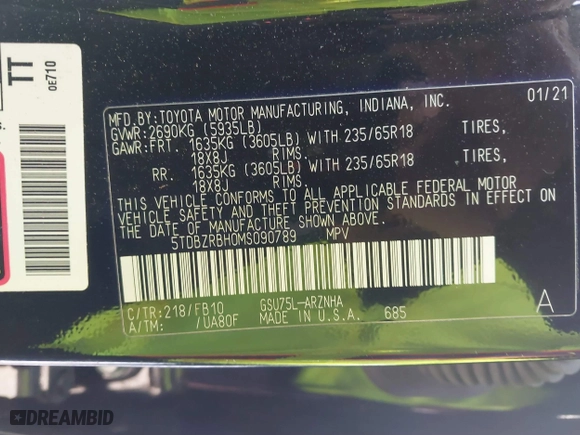 TT
0E710
MFD.BY:TOYOTA MOTOR MANUFACTURING, INDIANA, INC. 01/21
GVWR:2690KG (5935LB)
GAWR:FRT. 1635KG (3605LB) WITH 235/65R18 TIRES,
18X8J RIMS.
RR. 1635KG (3605LB) WITH 235/65R18 TIRES,
18X8J RIMS.
THIS VEHICLE CONFORMS TO ALL APPLICABLE FEDERAL MOTOR
VEHICLE SAFETY AND THEFT PREVENTION STANDARDS IN EFFECT ON
THE DATE OF MANUFACTURE SHOWN ABOVE.
5TDBZRBH0MS090789 MPV
C/TR:218/FB10 GSU75L-ARZNHA
A/TM: /UA80F MADE IN U.S.A. 685
A
DREAMBID